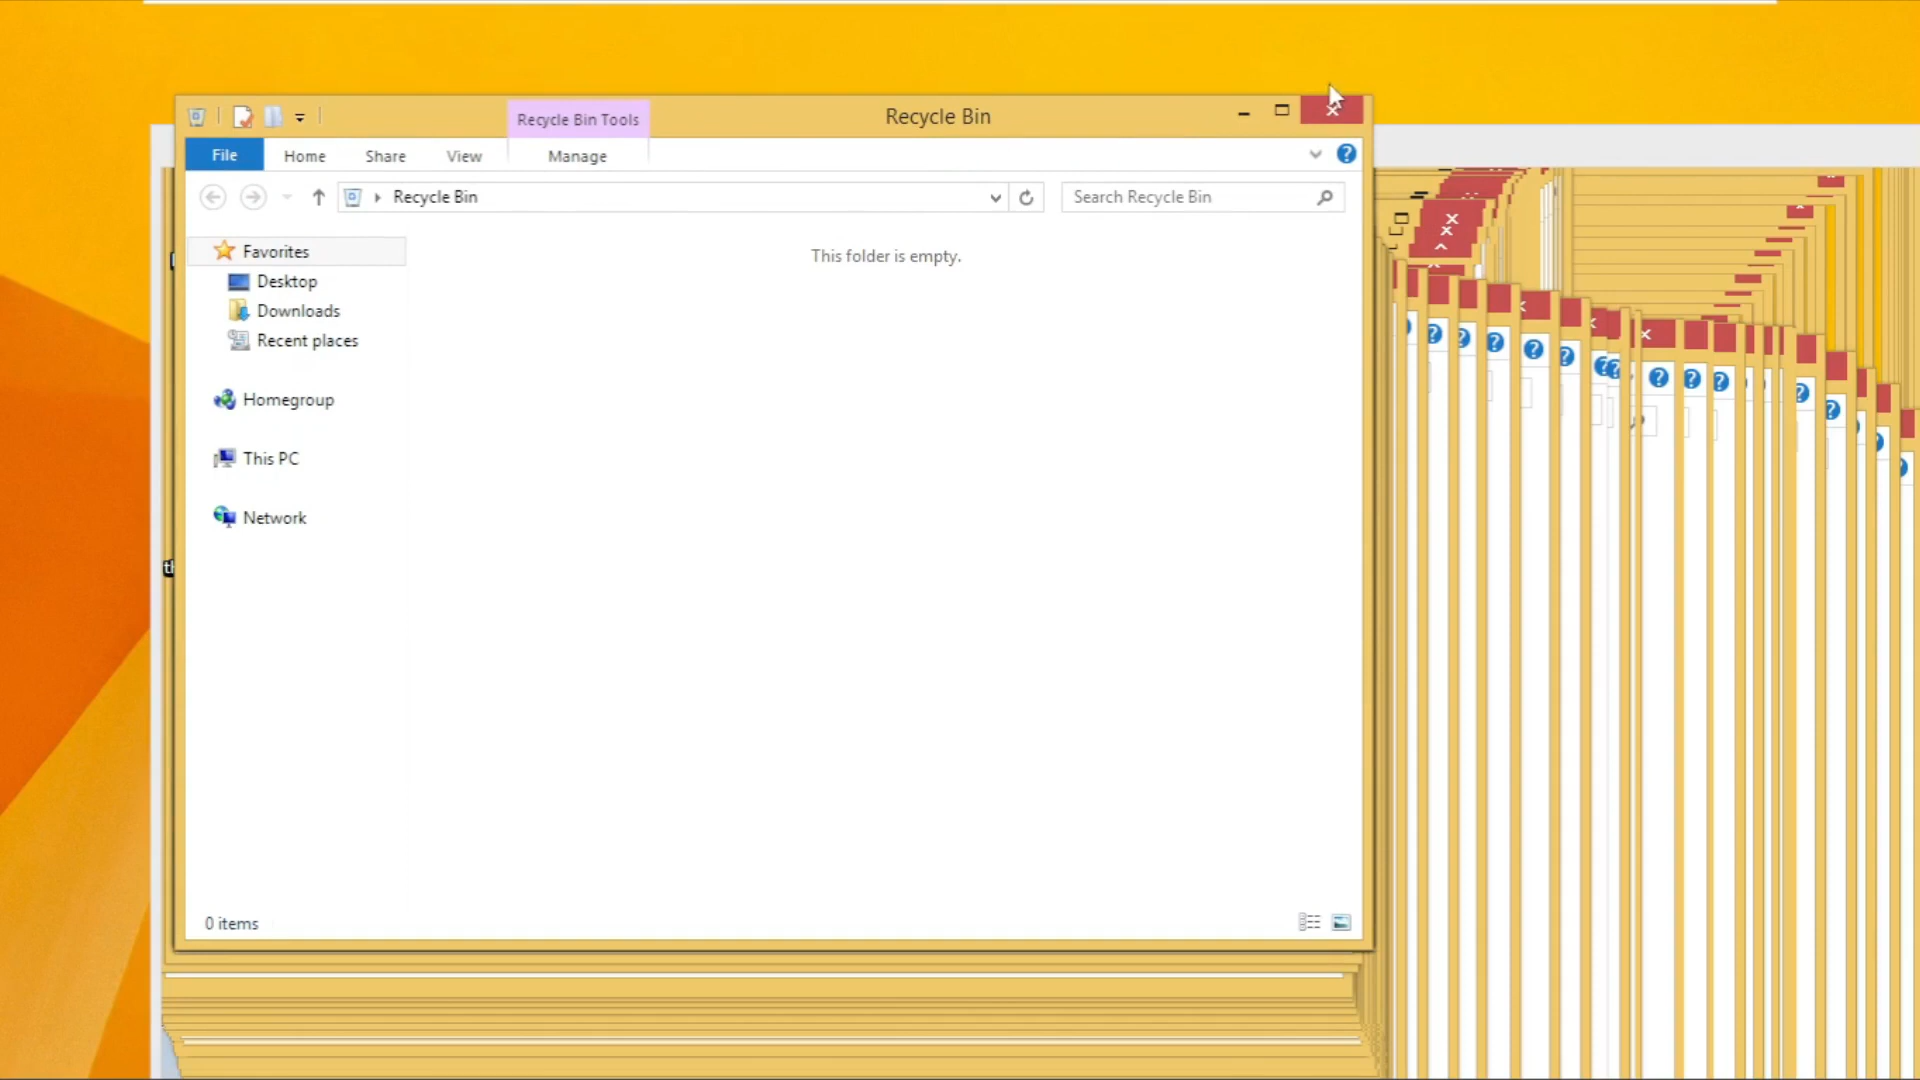 Recycle Bin Tools
Recycle Bin
File
Home
Share
View
Manage
Recycle Bin
Search Recycle Bin
Favorites
This folder is empty.
Desktop
Downloads
Recent places
Homegroup
This PC
Network
0 items